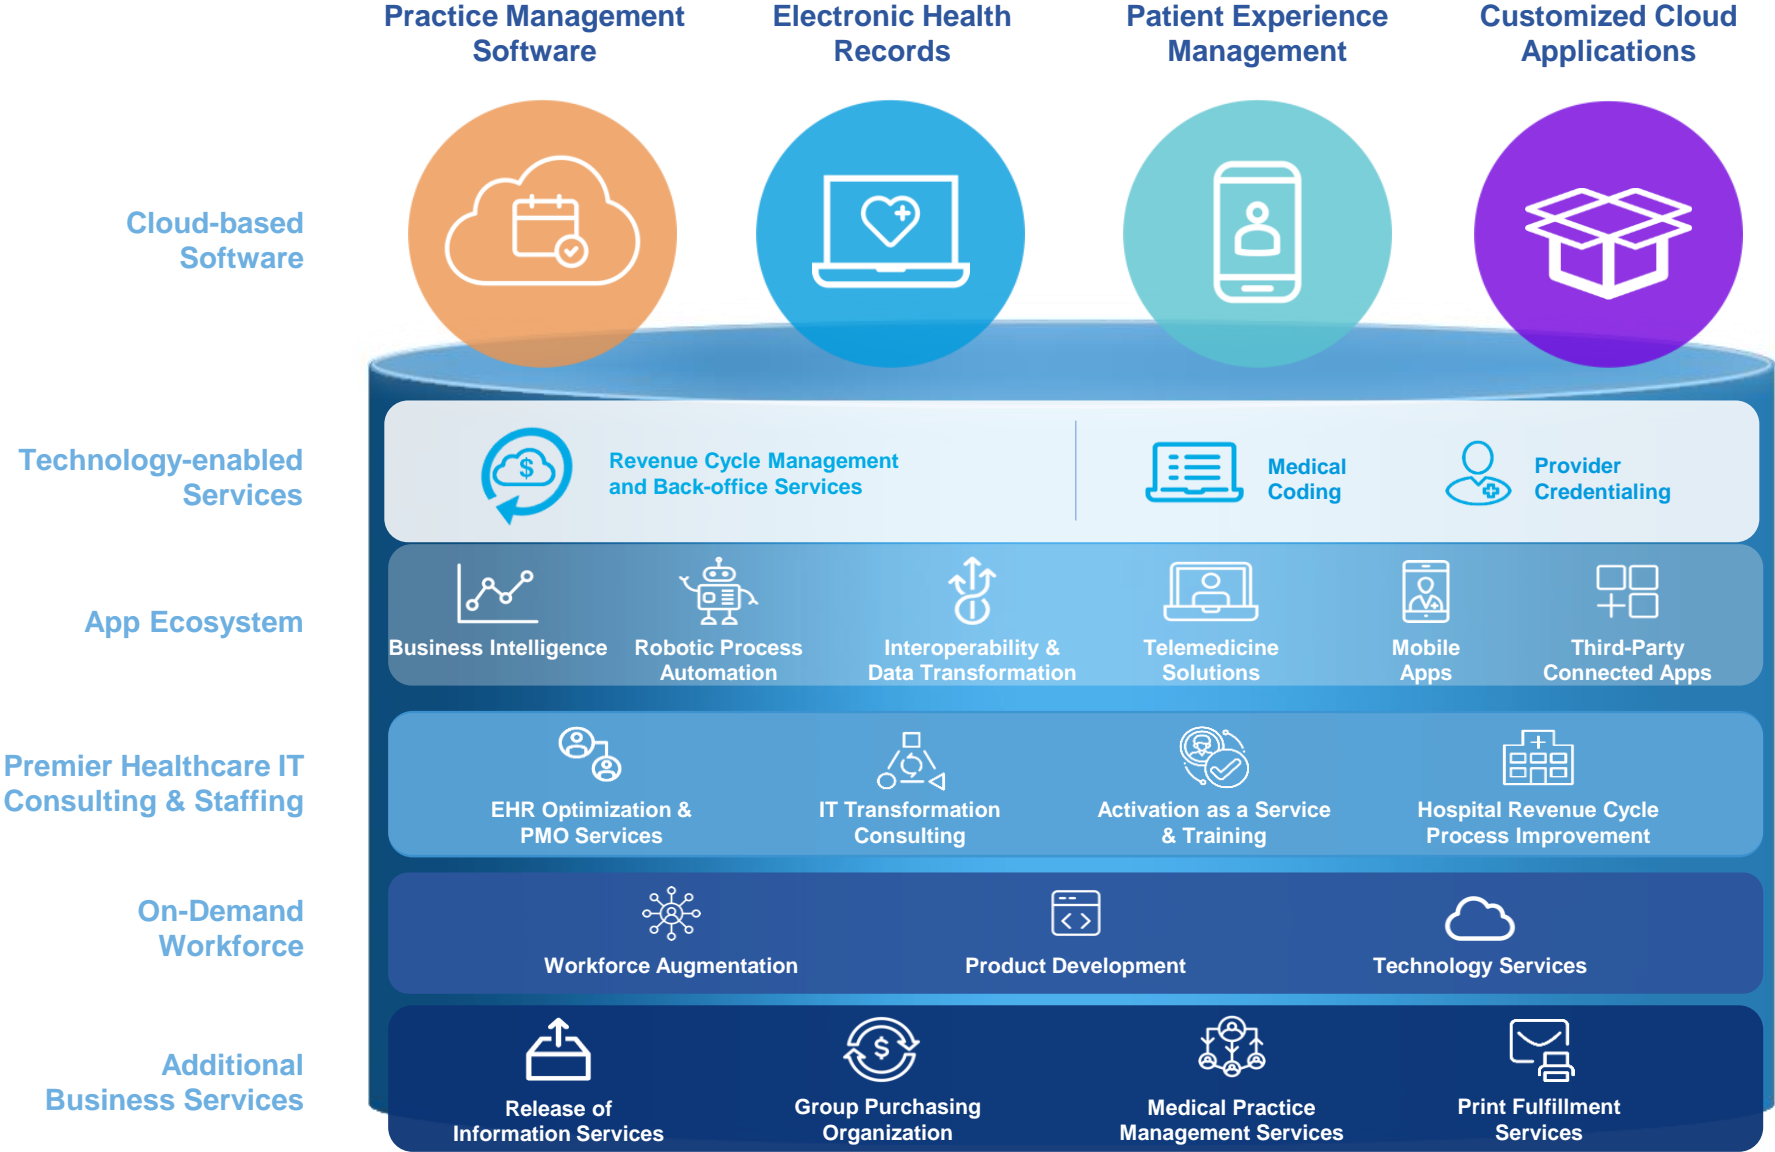 Practice Management
Software
Electronic Health
Records
Patient Experience
Management
Customized Cloud
Applications
Cloud-based
Software
Technology-enabled
Services
$
Revenue Cycle Management
and Back-office Services
Medical
Coding
Provider
Credentialing
App Ecosystem
Business Intelligence
Robotic Process
Automation
Interoperability &
Data Transformation
Telemedicine
Solutions
Mobile
Apps
Third-Party
Connected Apps
Premier Healthcare IT
Consulting & Staffing
EHR Optimization &
PMO Services
IT Transformation
Consulting
Activation as a Service
& Training
Hospital Revenue Cycle
Process Improvement
On-Demand
Workforce
Workforce Augmentation
Product Development
Technology Services
Additional
Business Services
Release of
Information Services
$
Group Purchasing
Organization
Medical Practice
Management Services
Print Fulfillment
Services